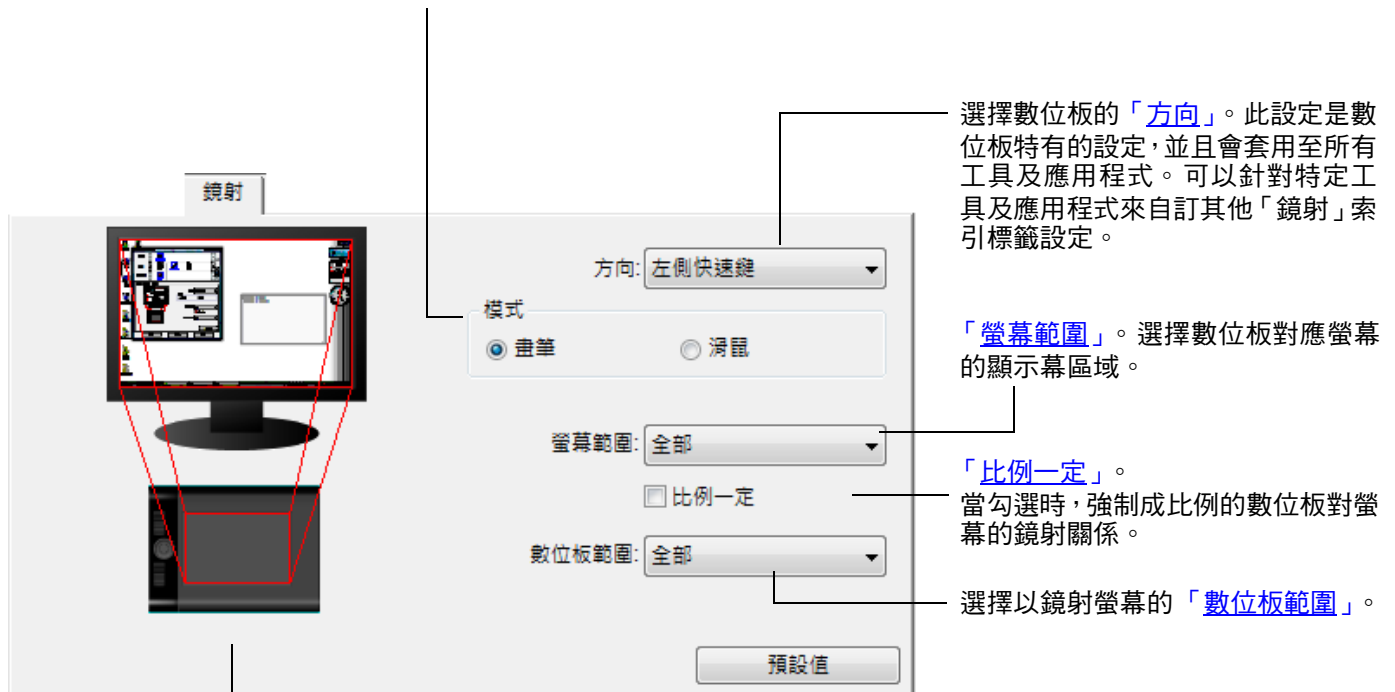 鏡射
方向: 左側快速鍵
模式
畫筆
滑鼠
螢幕範圍: 全部
比例一定
數位板範圍: 全部
預設值
選擇數位板的「方向」。此設定是數
位板特有的設定，並且會套用至所有
工具及應用程式。可以針對特定工
具及應用程式來自訂其他「鏡射」索
引標籤設定。
「螢幕範圍」。選擇數位板對應螢幕
的顯示幕區域。
「比例一定」。
當勾選時，強制成比例的數位板對螢
幕的鏡射關係。
選擇以鏡射螢幕的「數位板範圍」。